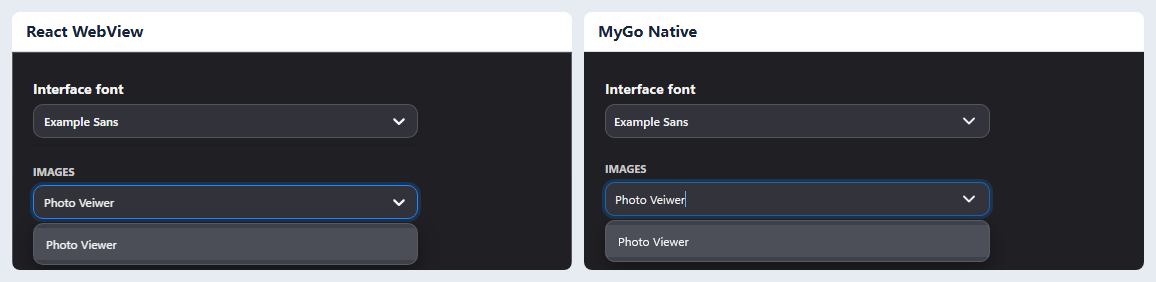 React WebView
Interface font
Example Sans
IMAGES
Photo Veiwer
Photo Viewer
MyGo Native
Interface font
Example Sans
IMAGES
Photo Veiwer
Photo Viewer